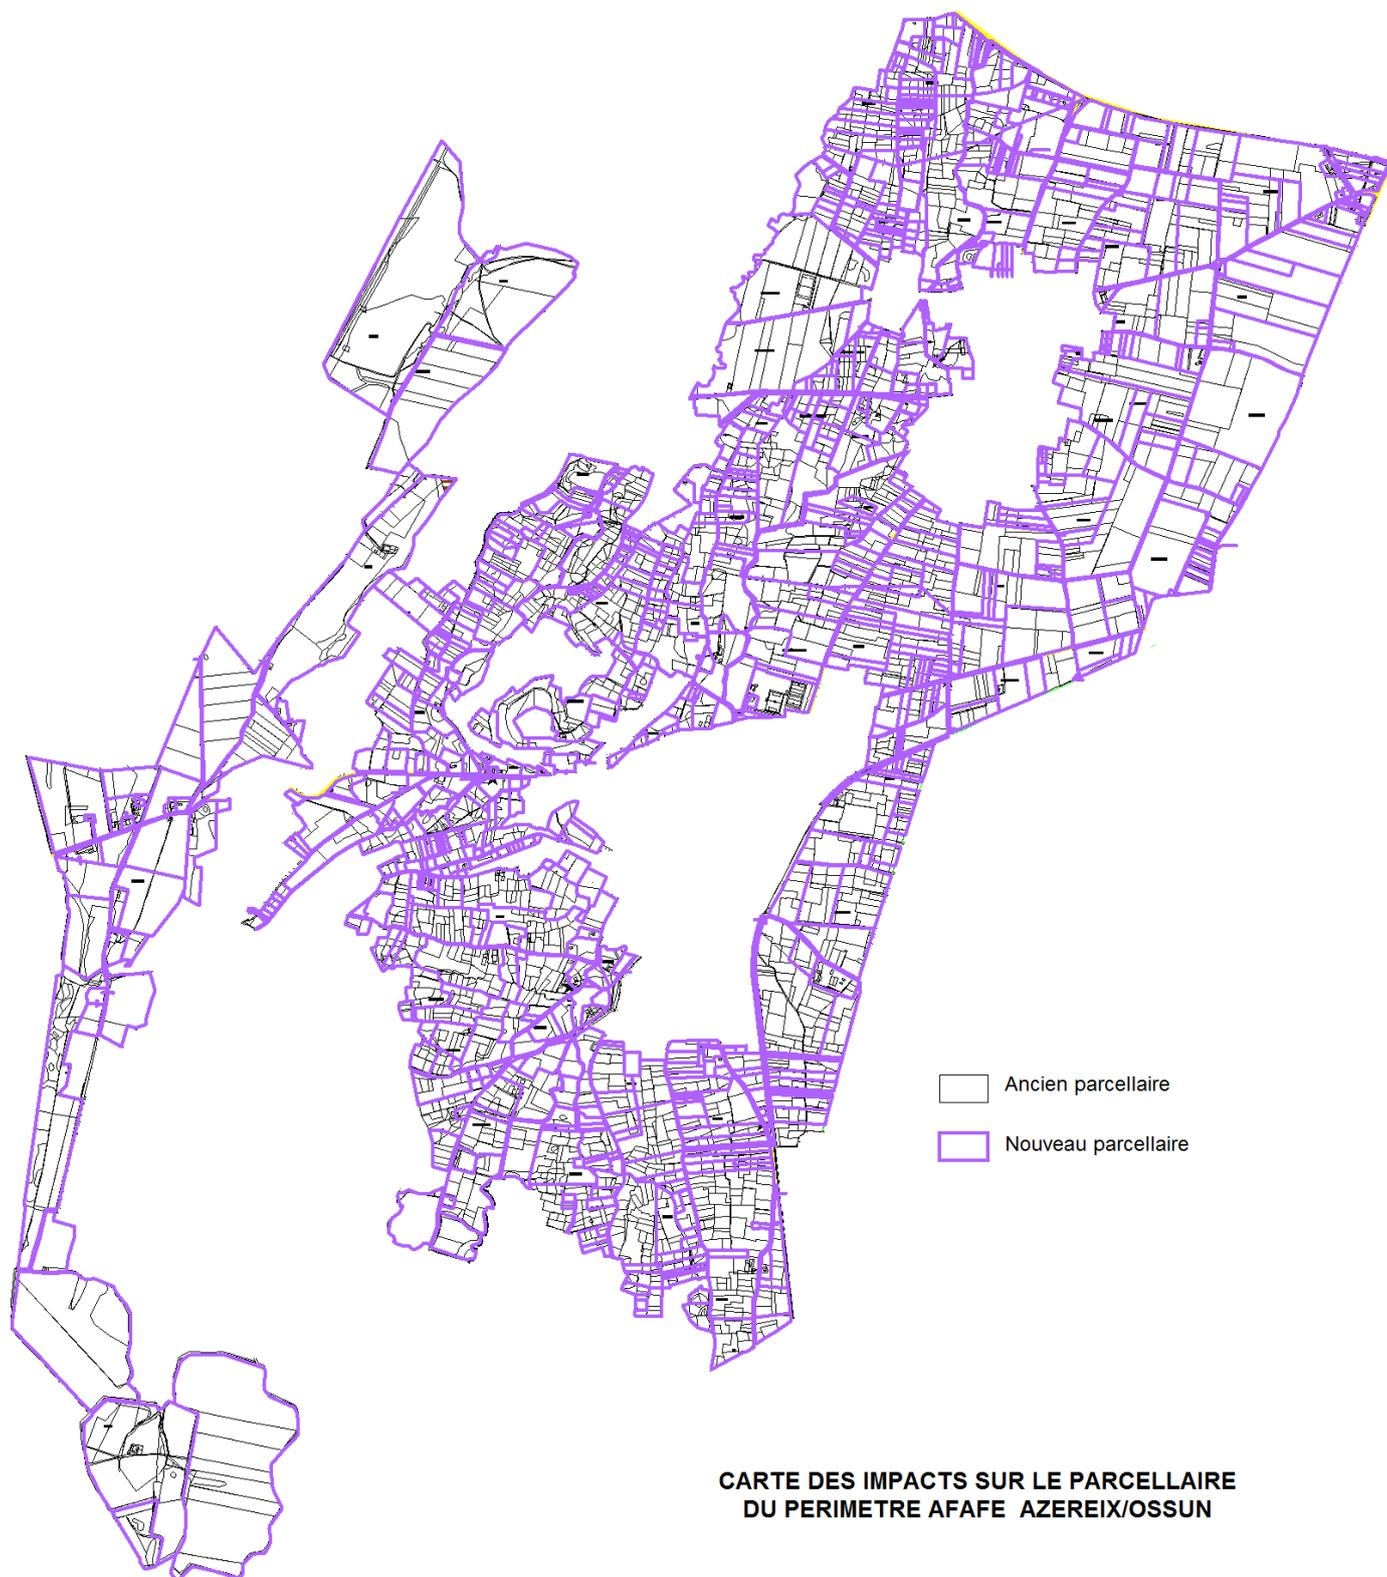 Ancien parcellaire
Nouveau parcellaire
CARTE DES IMPACTS SUR LE PARCELLAIRE
DU PERIMETRE AFAFE AZEREIX/OSSUN